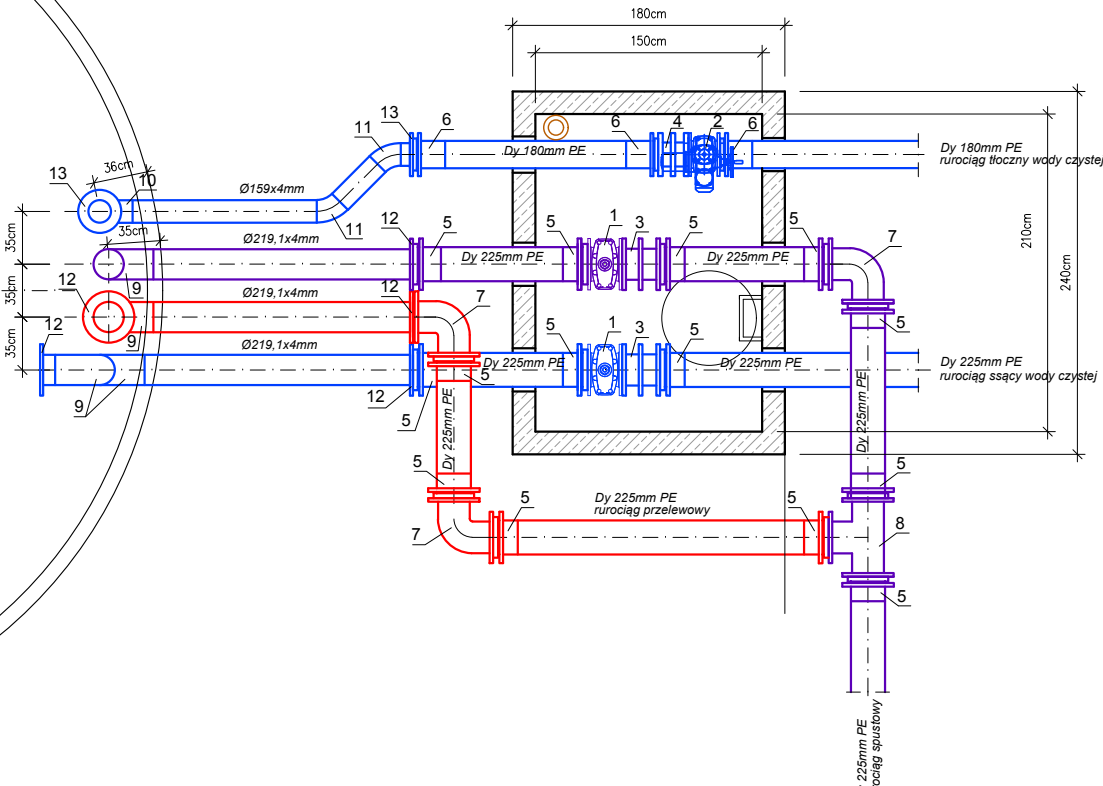 180cm
150cm
13
6
11
6
4
2
6
Dy 180mm PE
Dy 180mm PE
rurociąg tłoczny wody czystej
36cm
13
10
Ø159x4mm
11
35cm
35cm
12
5
5
1
3
5
5
7
Ø219,1x4mm
Dy 225mm PE
Dy 225mm PE
210cm
240cm
35cm
12
9
Ø219,1x4mm
12
7
5
12
9
Ø219,1x4mm
5
1
3
5
35cm
Dy 225mm PE
Dy 225mm PE
Dy 225mm PE
rurociąg ssący wody czystej
9
12
5
5
Dy 225mm PE
Dy 225mm PE
5
5
5
Dy 225mm PE
rurociąg przelewowy
5
7
8
5
225mm PE
rociąg spustowy